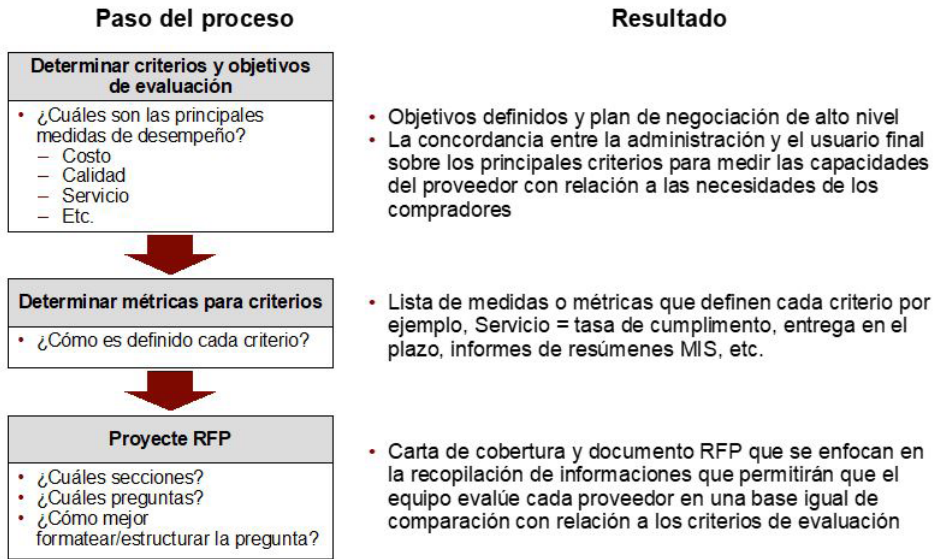 Paso del proceso
Resultado
Determinar criterios y objetivos
de evaluación
• ¿Cuáles son las principales
medidas de desempeño?
– Costo
– Calidad
– Servicio
– Etc.
• Objetivos definidos y plan de negociación de alto nivel
• La concordancia entre la administración y el usuario final
sobre los principales criterios para medir las capacidades
del proveedor con relación a las necesidades de los
compradores
Determinar métricas para criterios
• ¿Cómo es definido cada criterio?
• Lista de medidas o métricas que definen cada criterio por
ejemplo, Servicio = tasa de cumplimento, entrega en el
plazo, informes de resúmenes MIS, etc.
Proyecte RFP
• ¿Cuáles secciones?
• ¿Cuáles preguntas?
• ¿Cómo mejor
formatear/estructurar la pregunta?
• Carta de cobertura y documento RFP que se enfocan en
la recopilación de informaciones que permitirán que el
equipo evalúe cada proveedor en una base igual de
comparación con relación a los criterios de evaluación